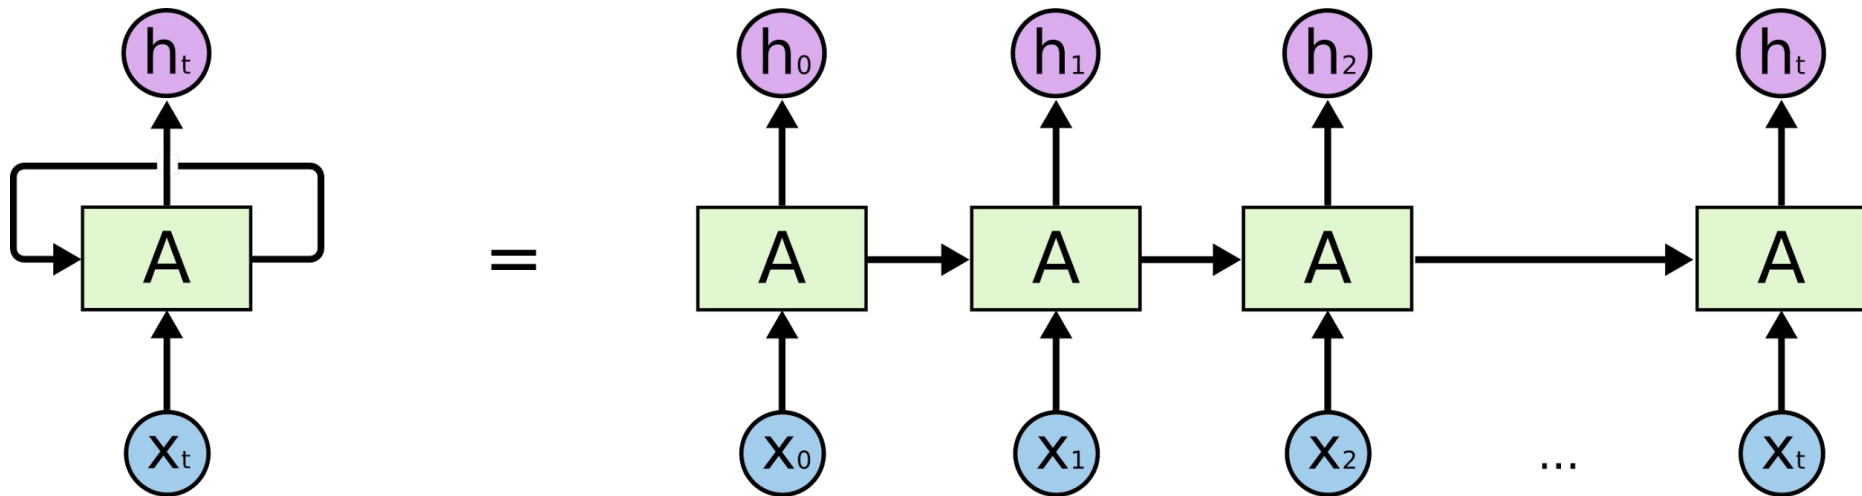 hₜ h₀ h₁ h₂ hₜ
A = A A A A
xₜ x₀ x₁ x₂ ... xₜ